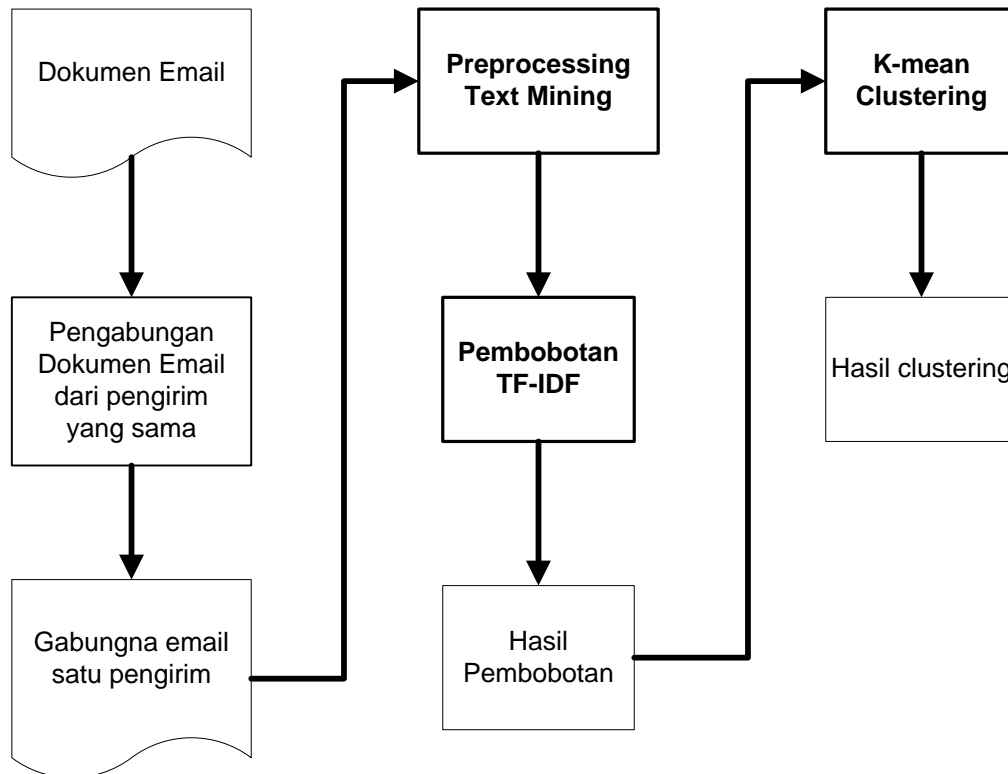 Dokumen Email
Pengabungan
Dokumen Email
dari pengirim
yang sama
Gabungna email
satu pengirim
Preprocessing
Text Mining
Pembobotan
TF-IDF
Hasil
Pembobotan
K-mean
Clustering
Hasil clustering